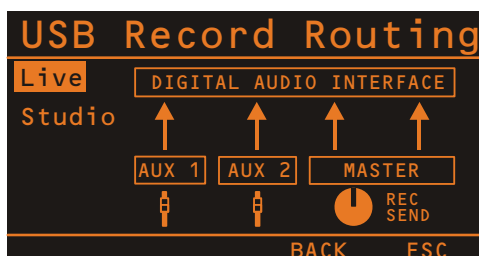 USB Record Routing
Live
DIGITAL AUDIO INTERFACE
Studio
AUX 1 AUX 2 MASTER
REC
SEND
BACK ESC